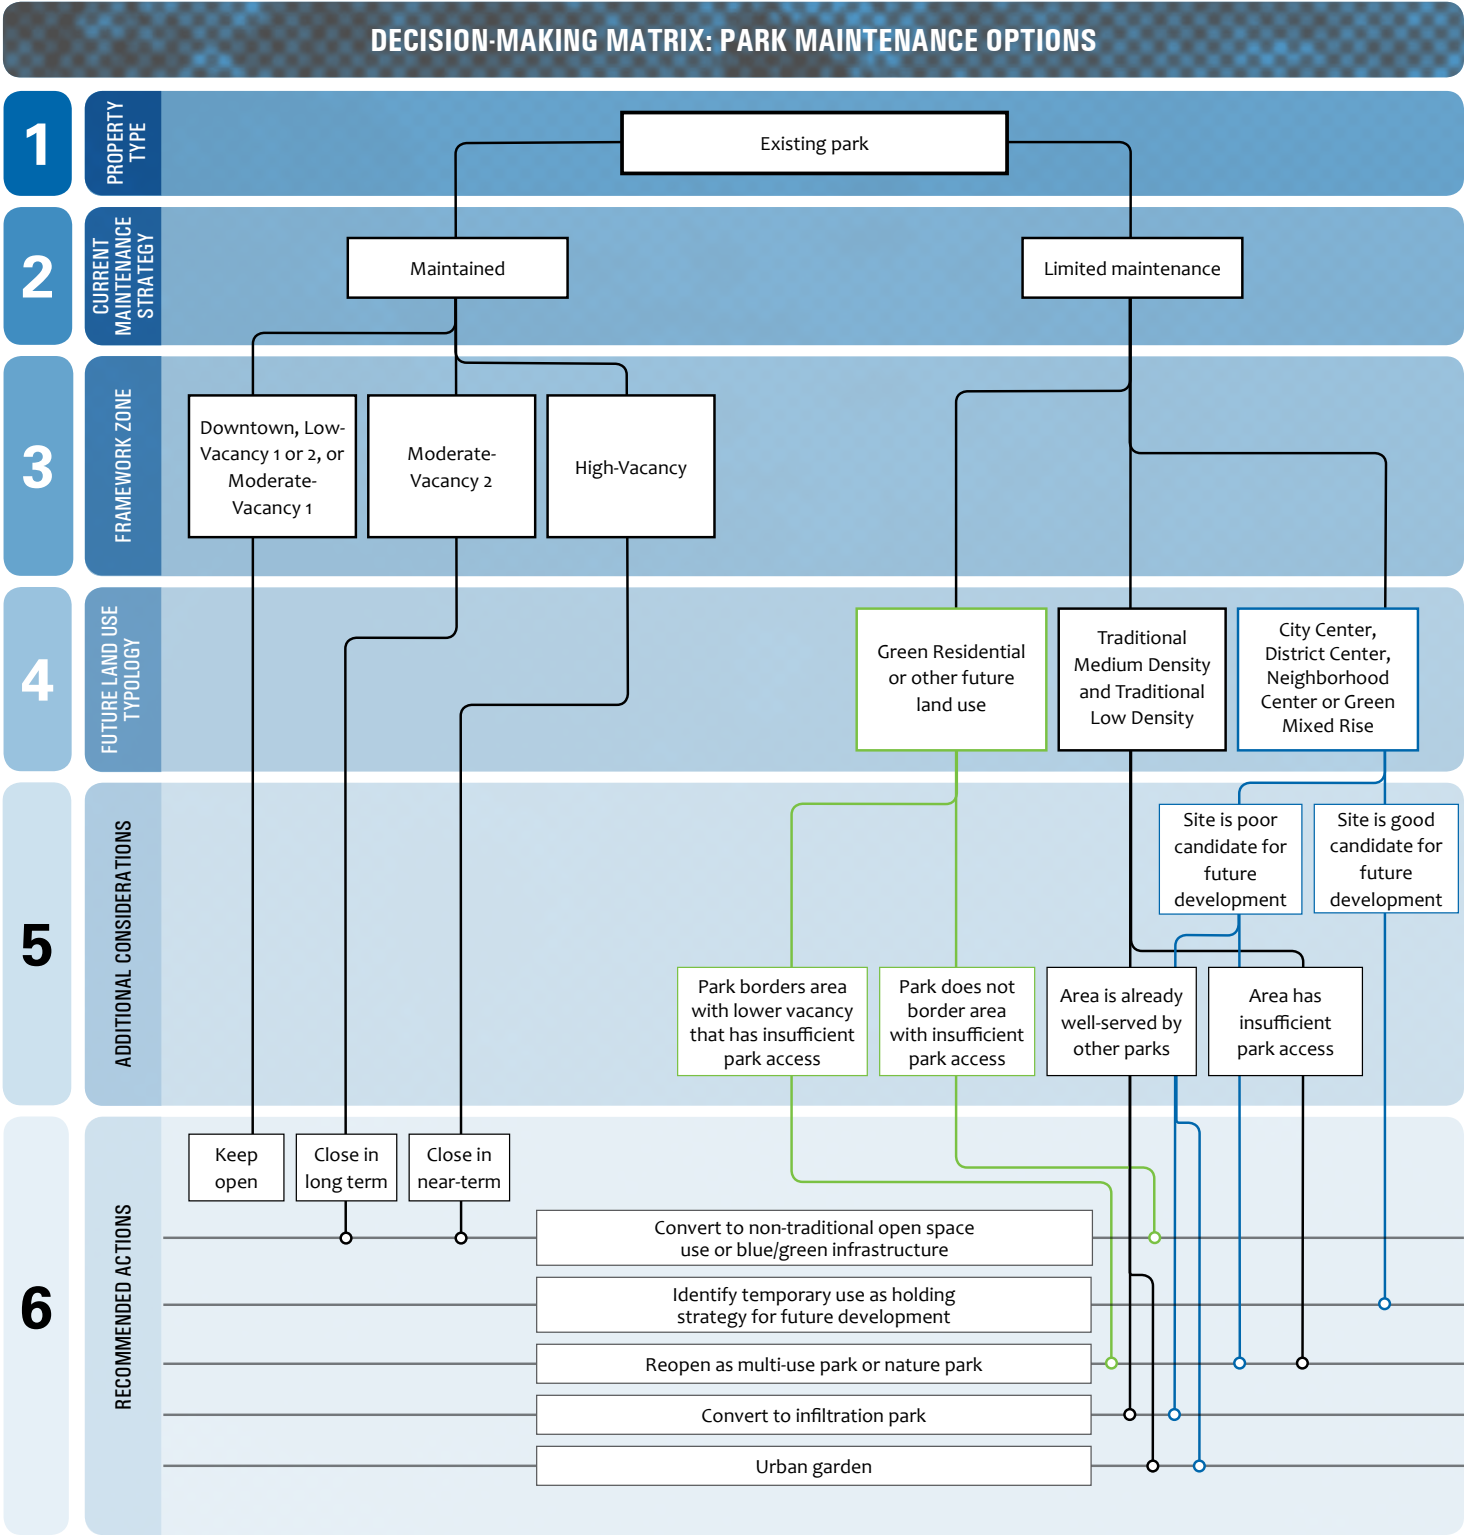 DECISION-MAKING MATRIX: PARK MAINTENANCE OPTIONS
1
PROPERTY
TYPE
Existing park
2
CURRENT
MAINTENANCE
STRATEGY
Maintained
Limited maintenance
3
FRAMEWORK ZONE
Downtown, Low-
Vacancy 1 or 2, or
Moderate-
Vacancy 1
Moderate-
Vacancy 2
High-Vacancy
4
FUTURE LAND USE
TYPOLOGY
Green Residential
or other future
land use
Traditional
Medium Density
and Traditional
Low Density
City Center,
District Center,
Neighborhood
Center or Green
Mixed Rise
5
ADDITIONAL CONSIDERATIONS
Site is poor
candidate for
future
development
Site is good
candidate for
future
development
Park borders area
with lower vacancy
that has insufficient
park access
Park does not
border area
with insufficient
park access
Area is already
well-served by
other parks
Area has
insufficient
park access
6
RECOMMENDED ACTIONS
Keep
open
Close in
long term
Close in
near-term
Convert to non-traditional open space
use or blue/green infrastructure
Identify temporary use as holding
strategy for future development
Reopen as multi-use park or nature park
Convert to infiltration park
Urban garden